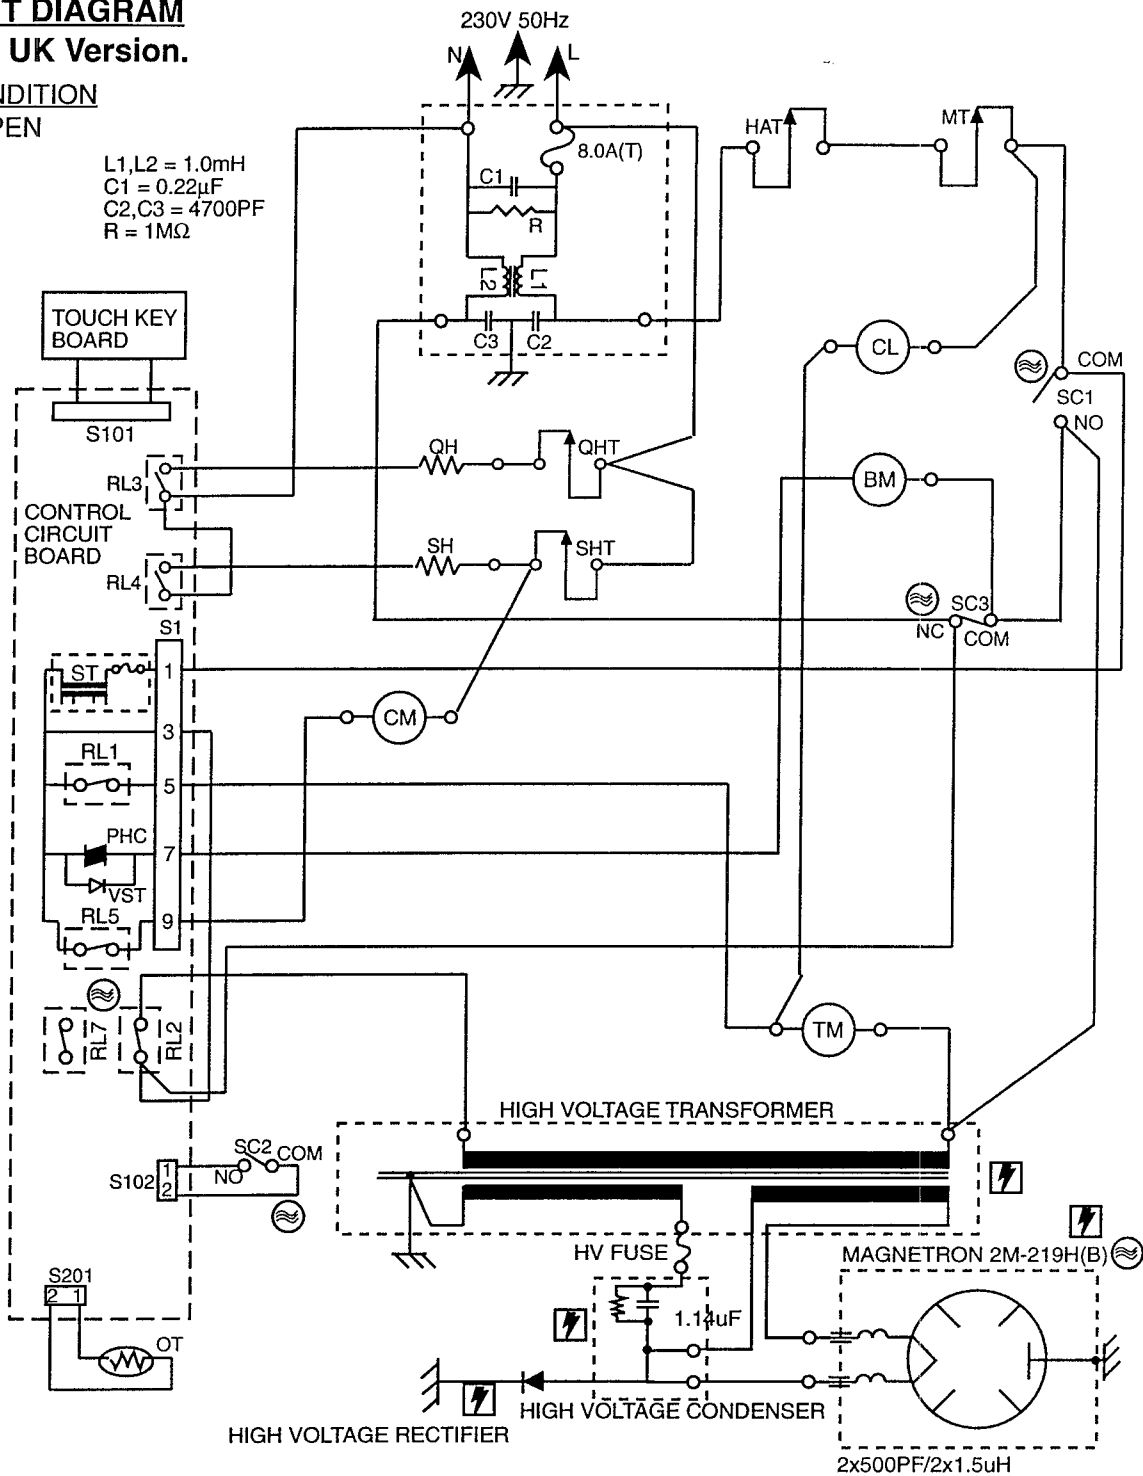 T DIAGRAM
UK Version.
NDITION
PEN
230V 50Hz
N
L
8.0A(T)
L1,L2 = 1.0mH
C1 = 0.22µF
C2,C3 = 4700PF
R = 1MΩ
C1
R
L2
L1
C3
C2
HAT
MT
TOUCH KEY
BOARD
S101
CL
COM
SC1
NO
RL3
QH
QHT
BM
CONTROL
CIRCUIT
BOARD
RL4
SH
SHT
SC3
NC
COM
S1
ST
1
CM
3
RL1
5
PHC
7
VST
RL5
9
RL7
RL2
TM
HIGH VOLTAGE TRANSFORMER
S102
1
2
SC2
COM
NO
HV FUSE
MAGNETRON 2M-219H(B)
S201
2 1
OT
1.14uF
HIGH VOLTAGE CONDENSER
HIGH VOLTAGE RECTIFIER
2x500PF/2x1.5uH